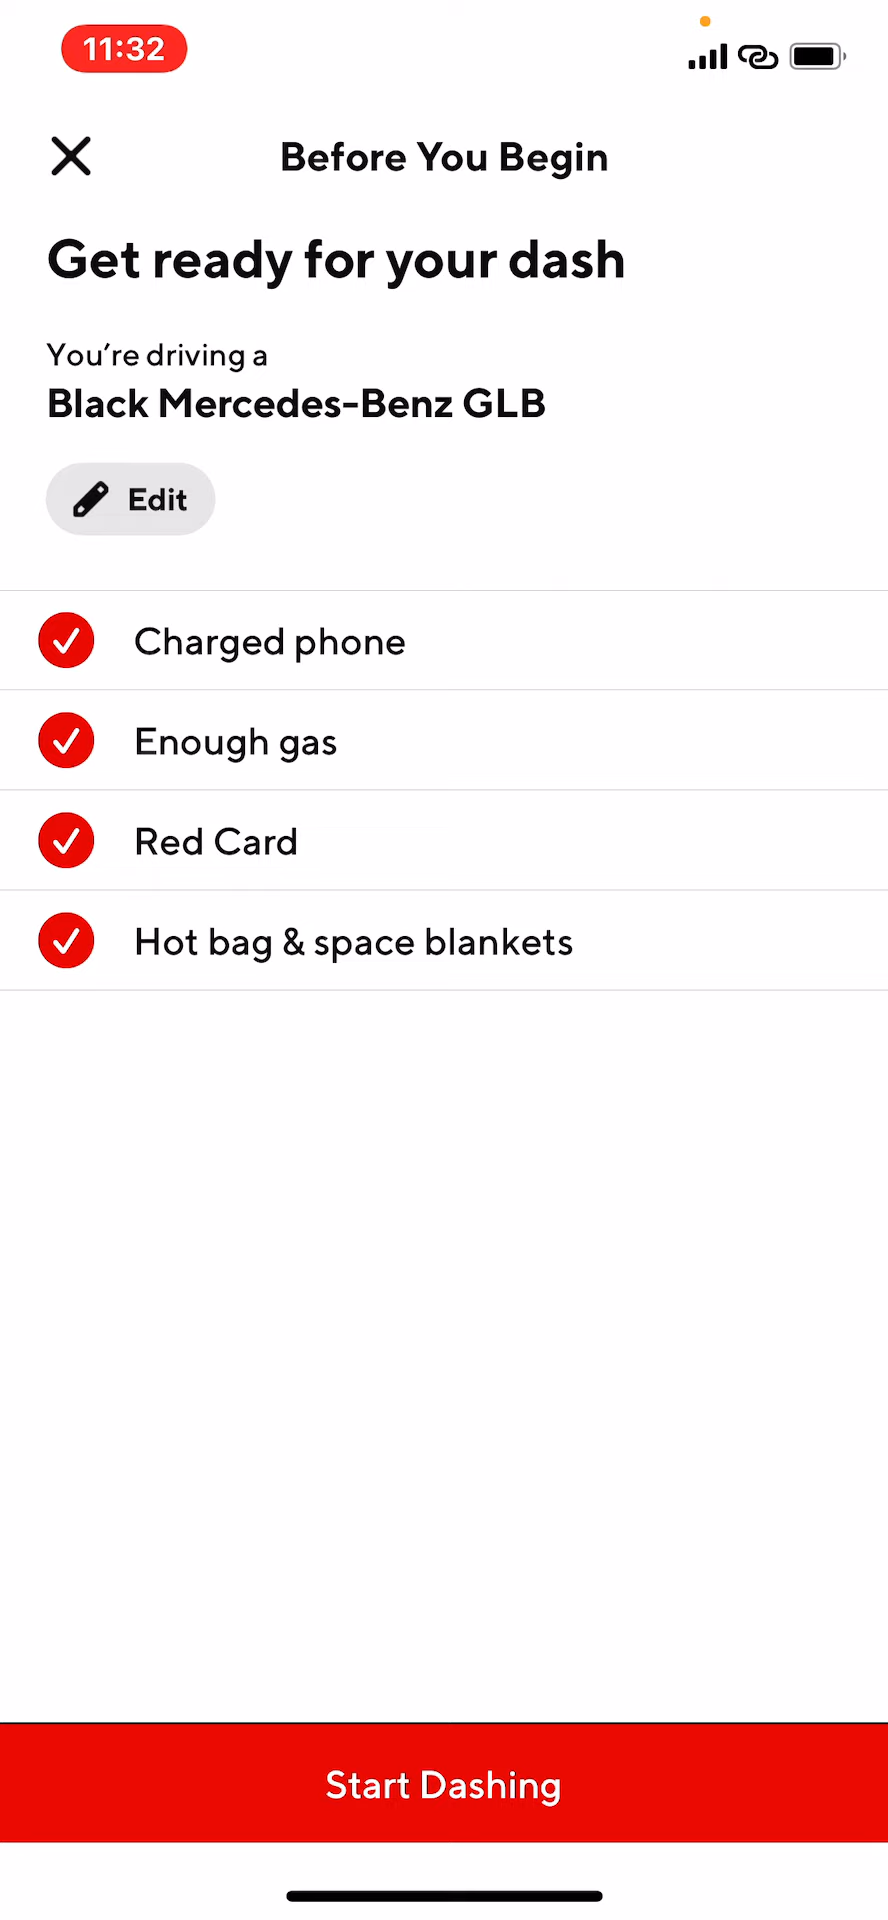 11:32
Before You Begin
Get ready for your dash
You're driving a
Black Mercedes-Benz GLB
Edit
Charged phone
Enough gas
Red Card
Hot bag & space blankets
Start Dashing